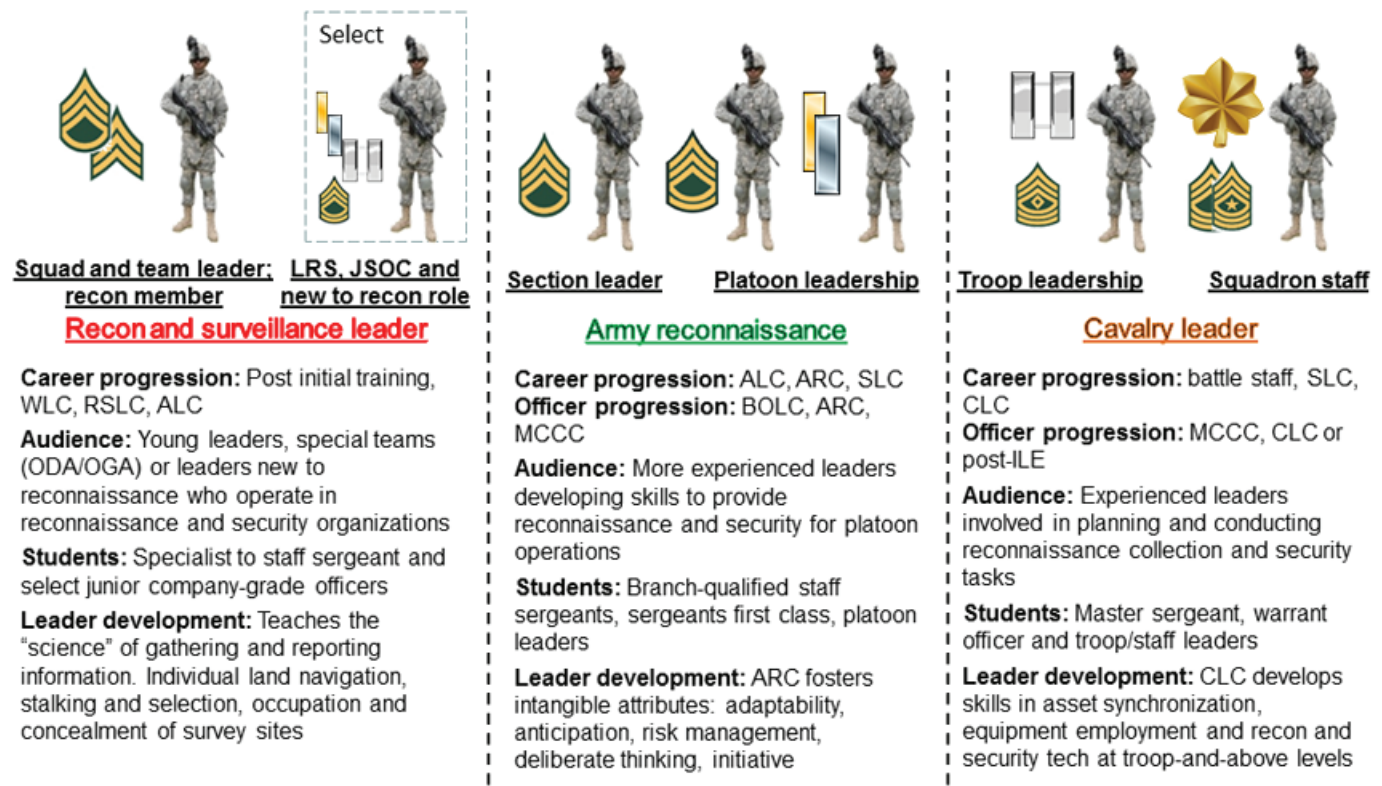 Select
Squad and team leader;
recon member
LRS, JSOC and
new to recon role
Recon and surveillance leader
Career progression: Post initial training,
WLC, RSLC, ALC
Audience: Young leaders, special teams
(ODA/OGA) or leaders new to
reconnaissance who operate in
reconnaissance and security organizations
Students: Specialist to staff sergeant and
select junior company-grade officers
Leader development: Teaches the
“science” of gathering and reporting
information. Individual land navigation,
stalking and selection, occupation and
concealment of survey sites
Section leader
Platoon leadership
Army reconnaissance
Career progression: ALC, ARC, SLC
Officer progression: BOLC, ARC,
MCCC
Audience: More experienced leaders
developing skills to provide
reconnaissance and security for platoon
operations
Students: Branch-qualified staff
sergeants, sergeants first class, platoon
leaders
Leader development: ARC fosters
intangible attributes: adaptability,
anticipation, risk management,
deliberate thinking, initiative
Troop leadership
Squadron staff
Cavalry leader
Career progression: battle staff, SLC,
CLC
Officer progression: MCCC, CLC or
post-ILE
Audience: Experienced leaders
involved in planning and conducting
reconnaissance collection and security
tasks
Students: Master sergeant, warrant
officer and troop/staff leaders
Leader development: CLC develops
skills in asset synchronization,
equipment employment and recon and
security tech at troop-and-above levels